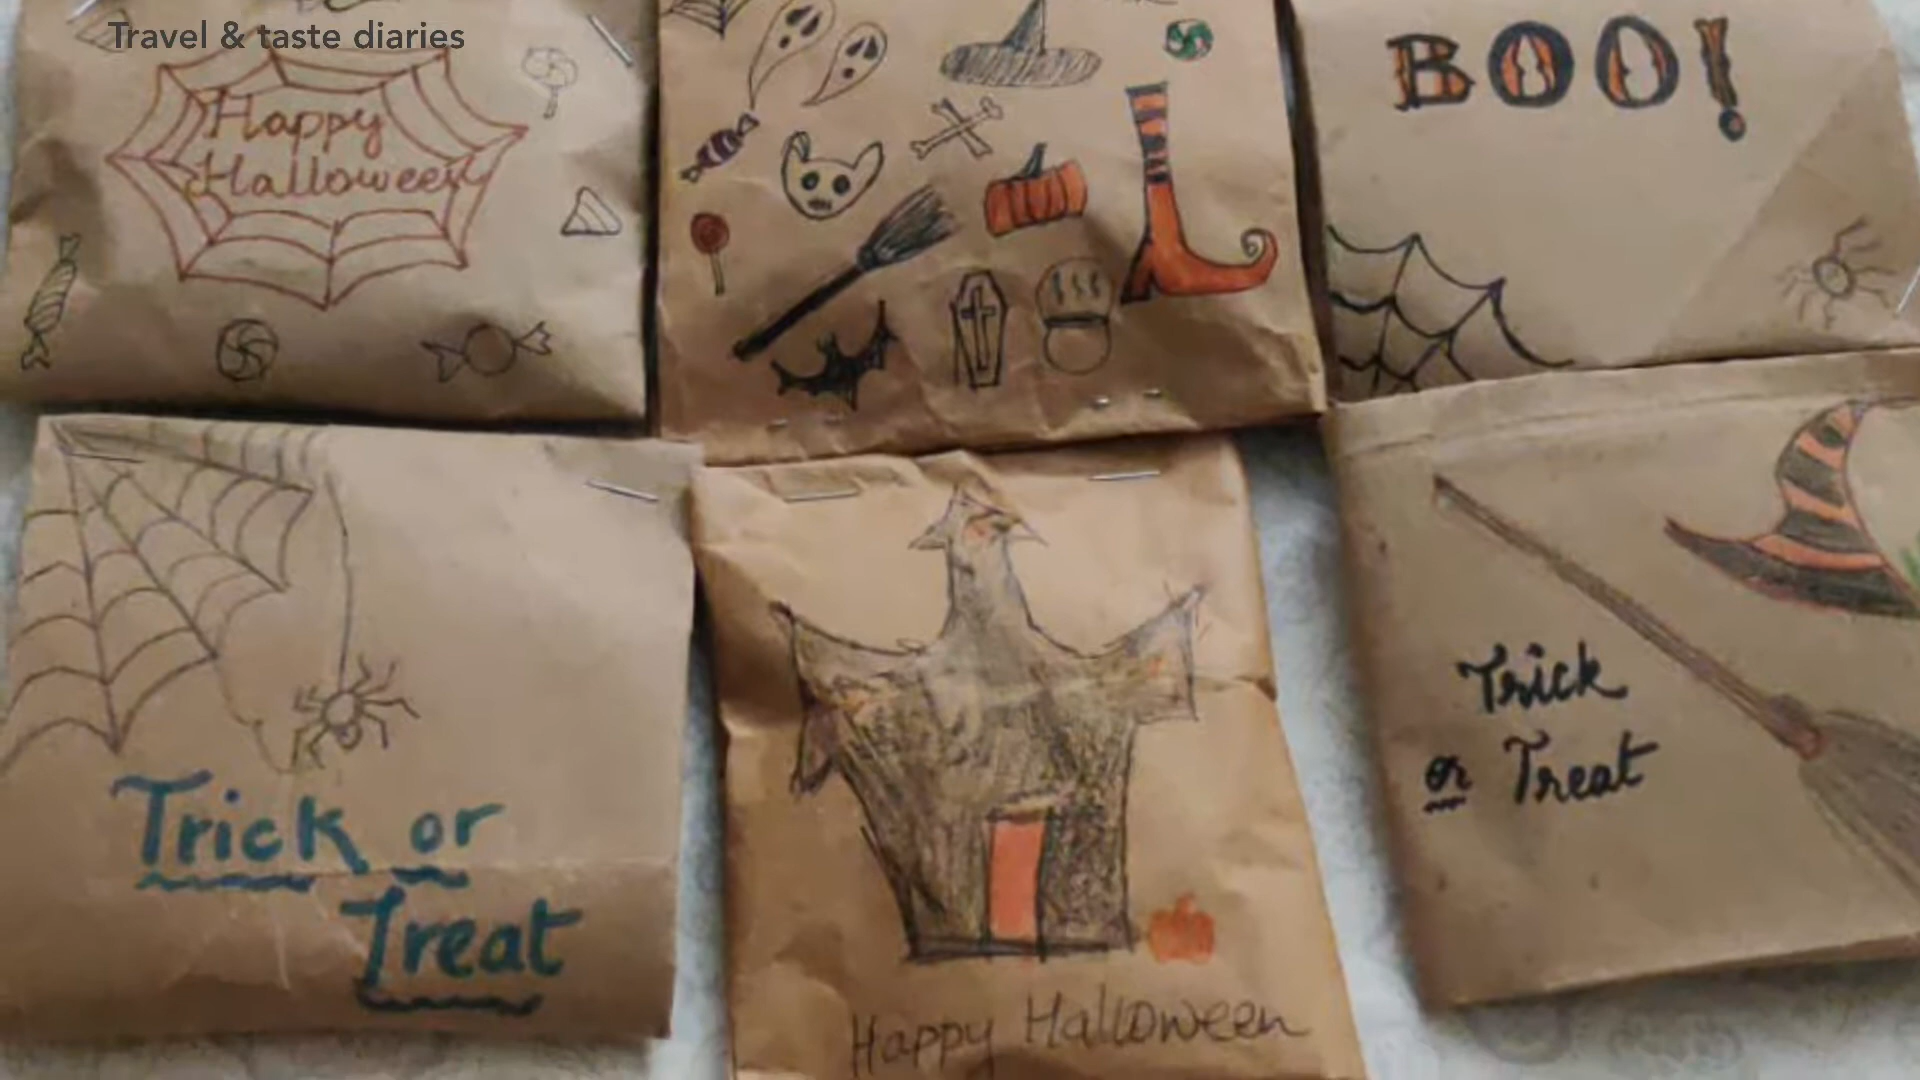 Travel & taste diaries
Happy
Halloween
BOO!
Trick or
Treat
Happy Halloween
Trick
or Treat